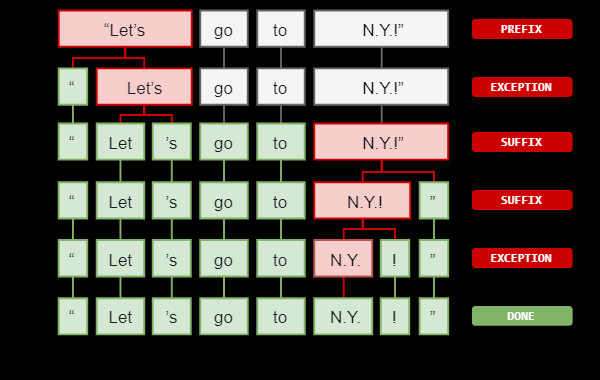 “Let’s go to N.Y.!” PREFIX
“ Let’s go to N.Y.!” EXCEPTION
“ Let ’s go to N.Y.!” SUFFIX
“ Let ’s go to N.Y.! ” SUFFIX
“ Let ’s go to N.Y. ! ” EXCEPTION
“ Let ’s go to N.Y. ! ” DONE